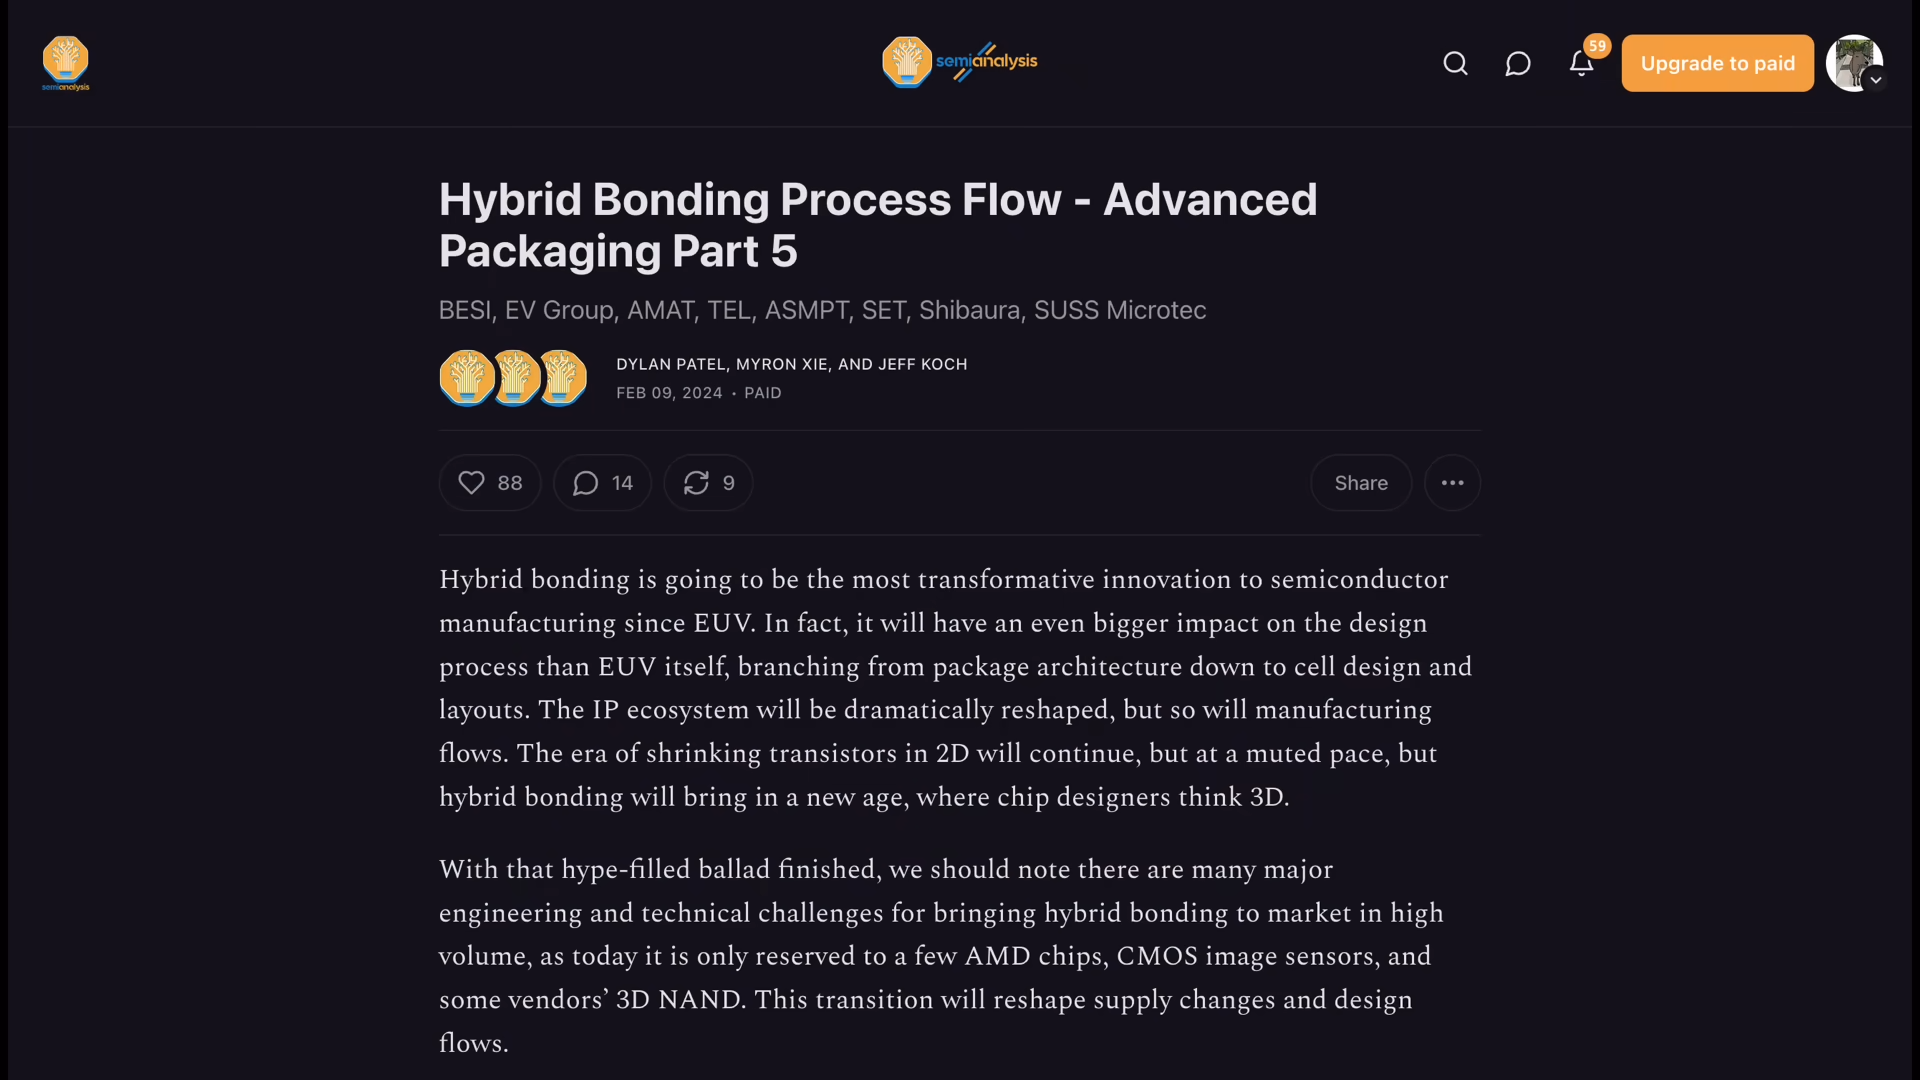 semianalysis
semianalysis
59
Upgrade to paid
Hybrid Bonding Process Flow - Advanced
Packaging Part 5
BESI, EV Group, AMAT, TEL, ASMPT, SET, Shibaura, SUSS Microtec
DYLAN PATEL, MYRON XIE, AND JEFF KOCH
FEB 09, 2024 • PAID
88
14
9
Share
Hybrid bonding is going to be the most transformative innovation to semiconductor
manufacturing since EUV. In fact, it will have an even bigger impact on the design
process than EUV itself, branching from package architecture down to cell design and
layouts. The IP ecosystem will be dramatically reshaped, but so will manufacturing
flows. The era of shrinking transistors in 2D will continue, but at a muted pace, but
hybrid bonding will bring in a new age, where chip designers think 3D.
With that hype-filled ballad finished, we should note there are many major
engineering and technical challenges for bringing hybrid bonding to market in high
volume, as today it is only reserved to a few AMD chips, CMOS image sensors, and
some vendors’ 3D NAND. This transition will reshape supply changes and design
flows.